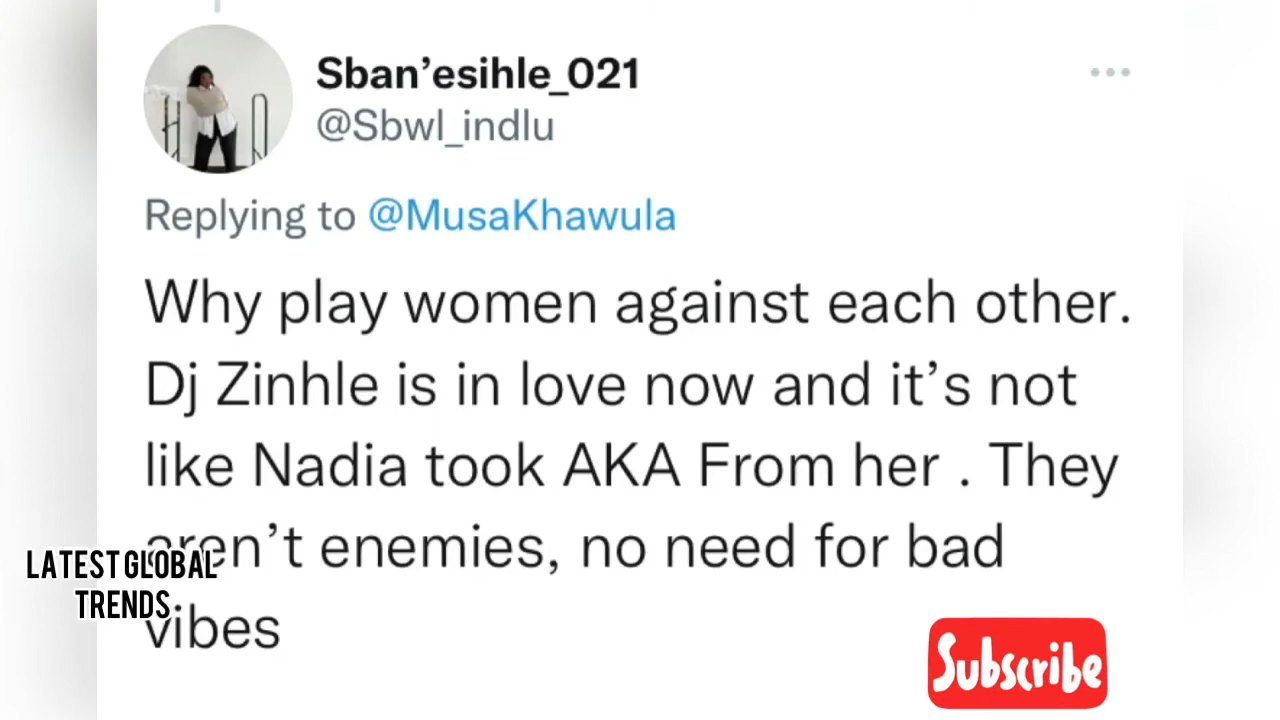 Sban’esihle_021
@Sbwl_indlu
Replying to @MusaKhawula
Why play women against each other.
Dj Zinhle is in love now and it’s not
like Nadia took AKA From her . They
aren’t enemies, no need for bad
vibes
LATEST GLOBAL
TRENDS
Subscribe